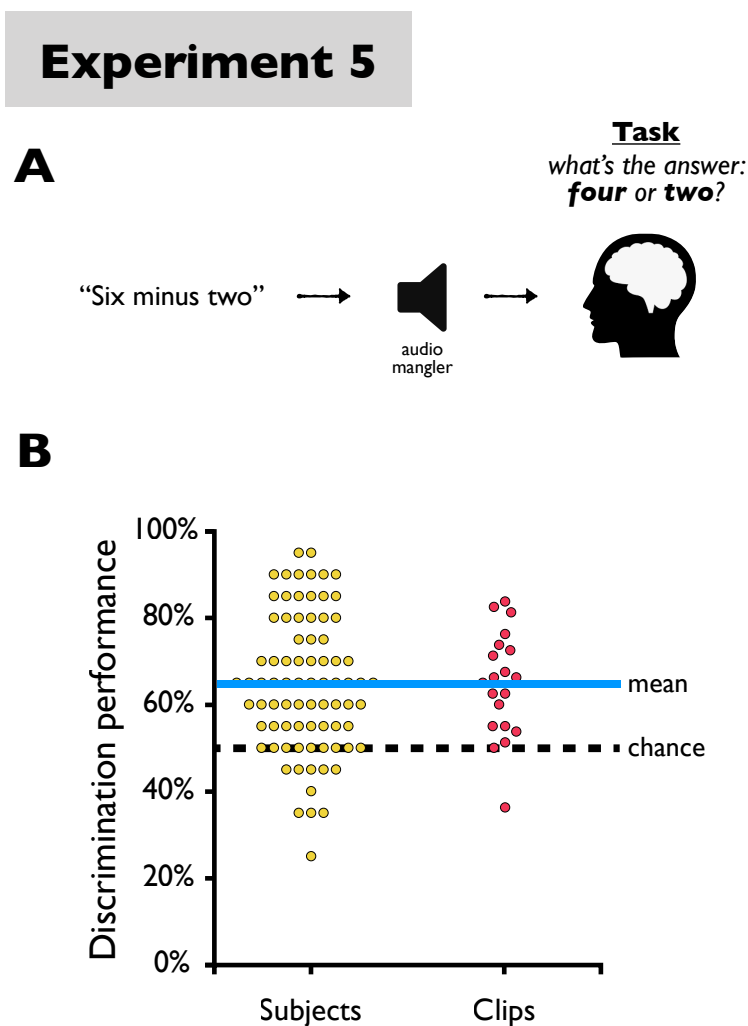 Experiment 5
A
Task
what's the answer:
four or two?
“Six minus two”
audio
mangler
B
Discrimination performance
100%
80%
60%
40%
20%
0%
mean
chance
Subjects
Clips